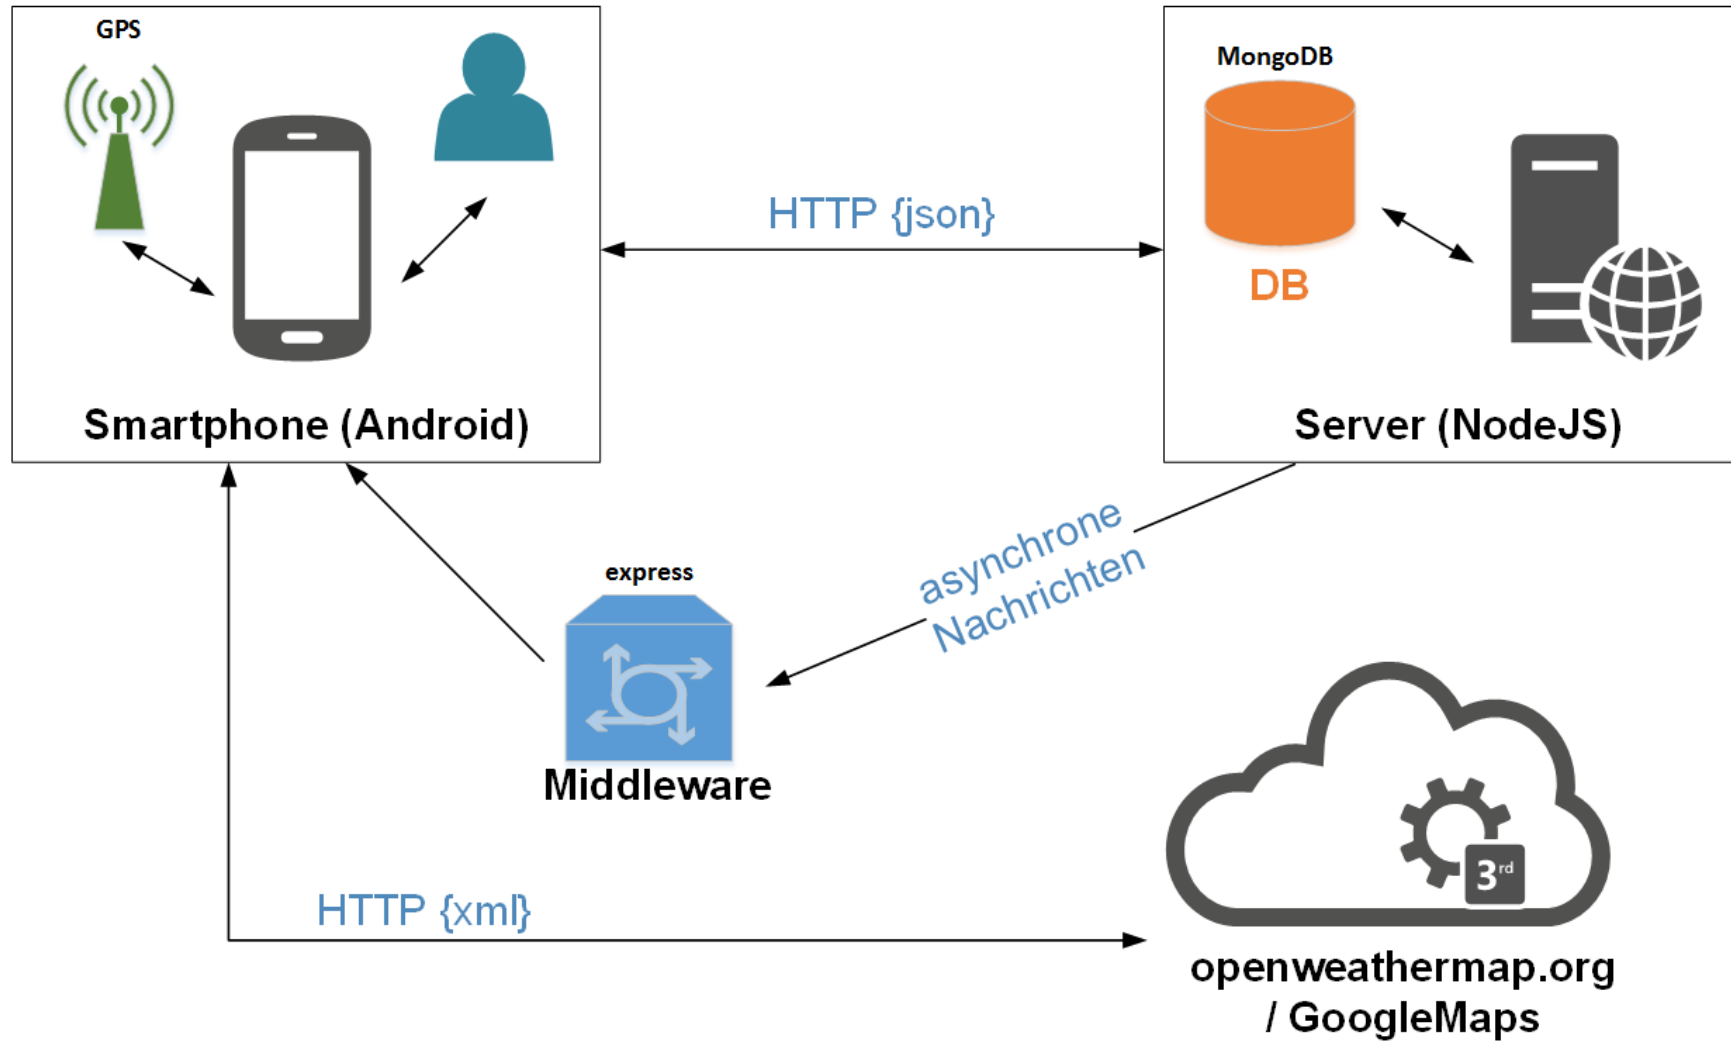 GPS
MongoDB
HTTP {json}
DB
Smartphone (Android)
Server (NodeJS)
asynchrone
Nachrichten
express
Middleware
3rd
HTTP {xml}
openweathermap.org
/ GoogleMaps